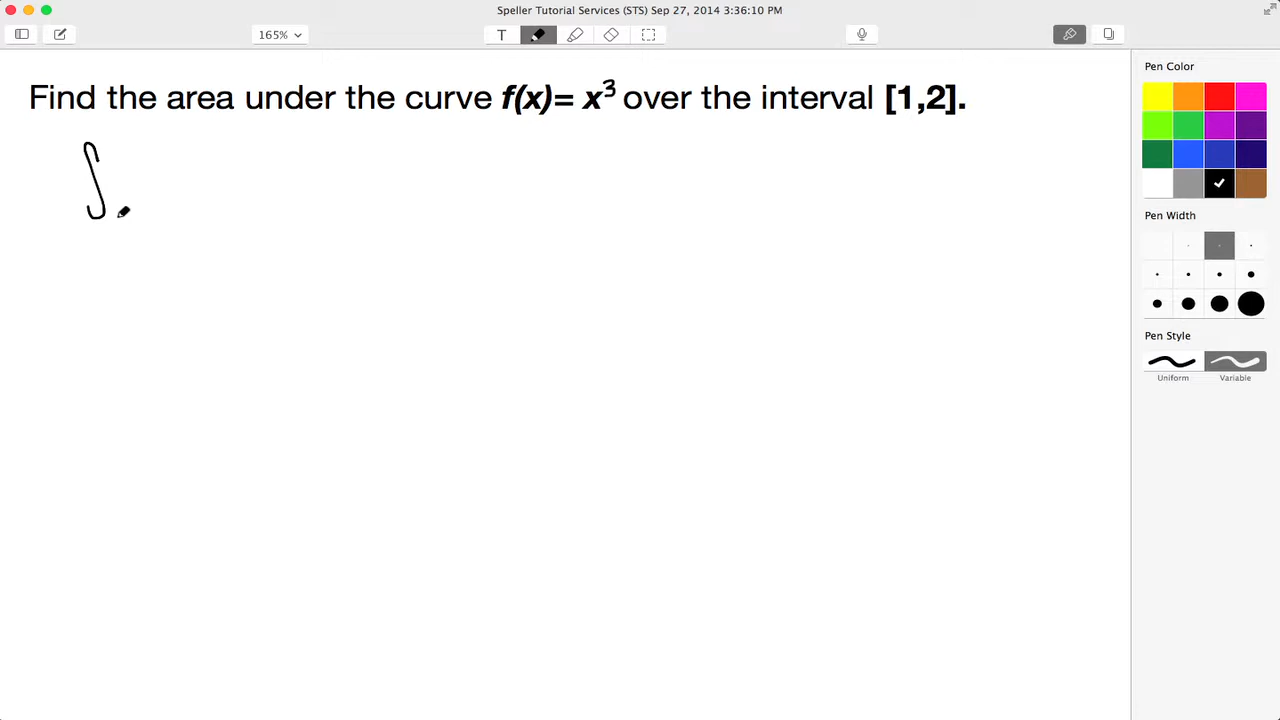 Speller Tutorial Services (STS) Sep 27, 2014 3:36:10 PM
165%
T
Find the area under the curve f(x)= x³ over the interval [1,2].
∫
Pen Color
Pen Width
Pen Style
Uniform Variable